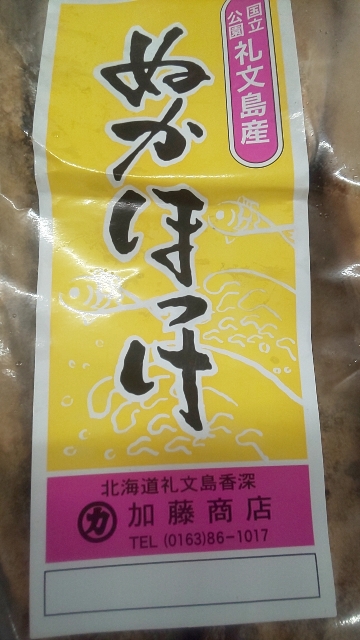 国立
公園
礼文島産
ぬかほっけ
北海道礼文島香深
カ 加藤商店
TEL (0163)86-1017